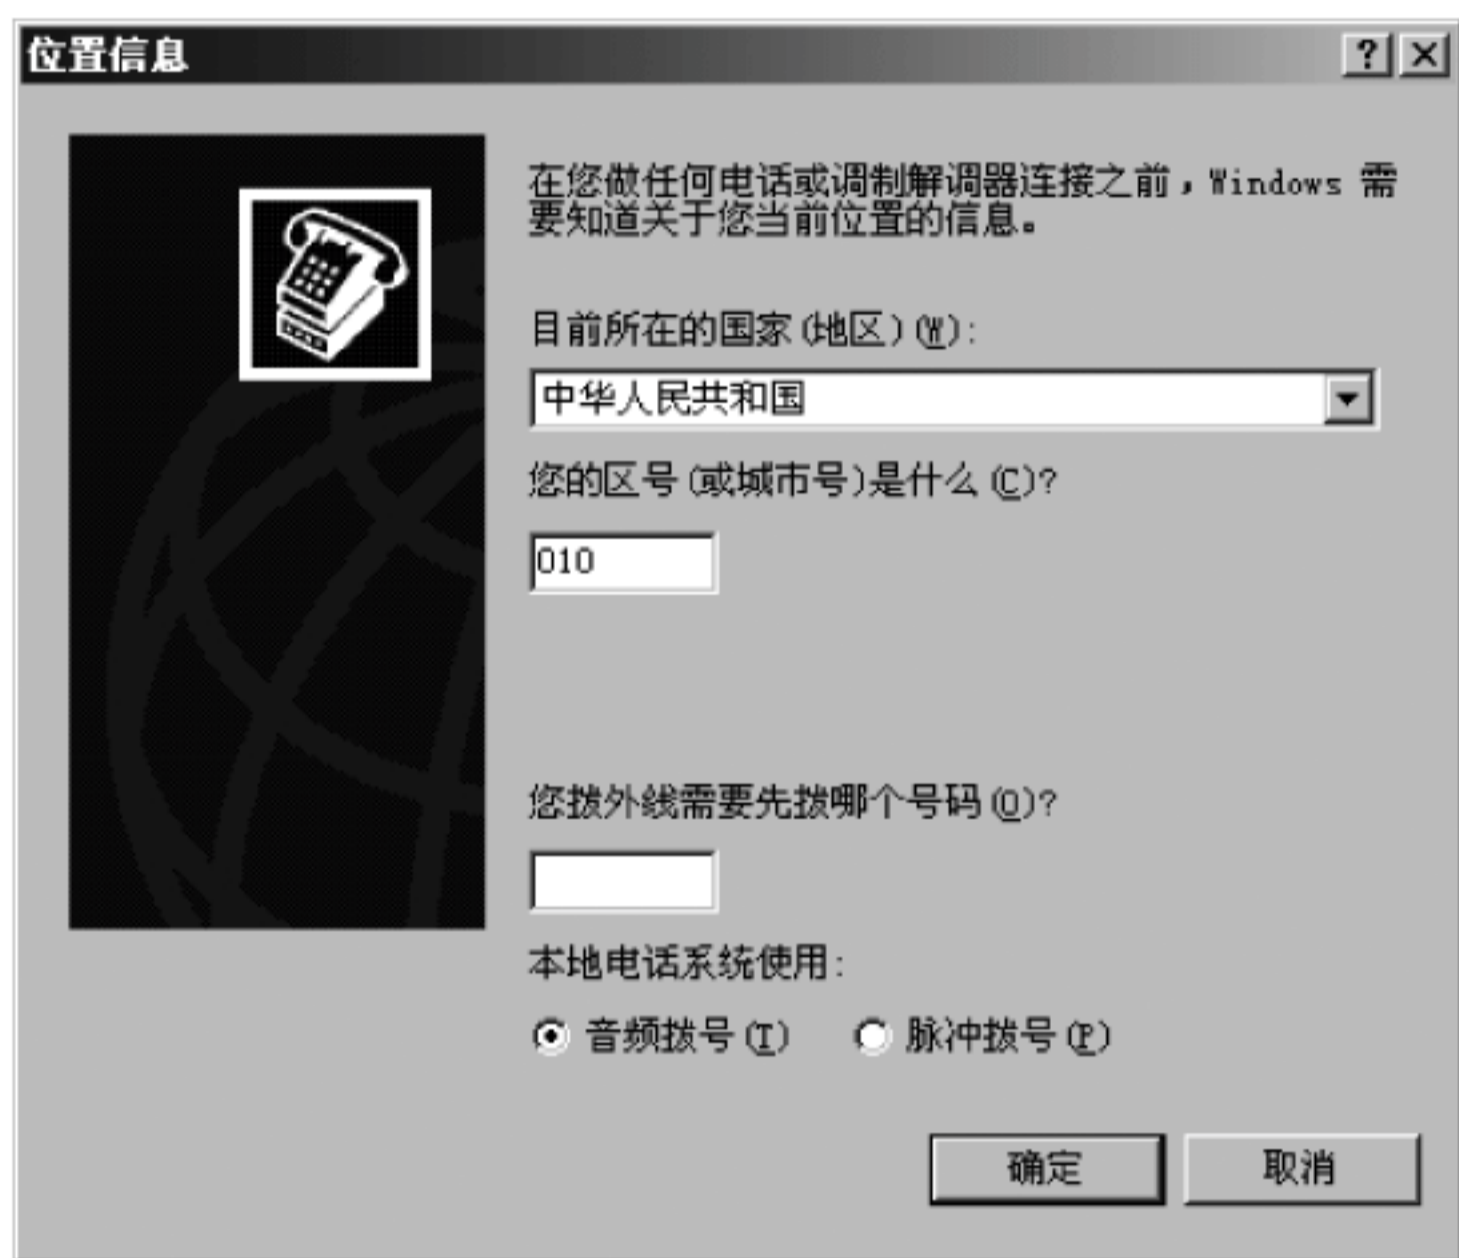 位置信息
在您做任何电话或调制解调器连接之前，Windows 需
要知道关于您当前位置的信息。
目前所在的国家(地区)(W):
中华人民共和国
您的区号(或城市号)是什么(C)?
010
您拨外线需要先拨哪个号码(O)?
本地电话系统使用:
音频拨号(T) 脉冲拨号(P)
确定 取消